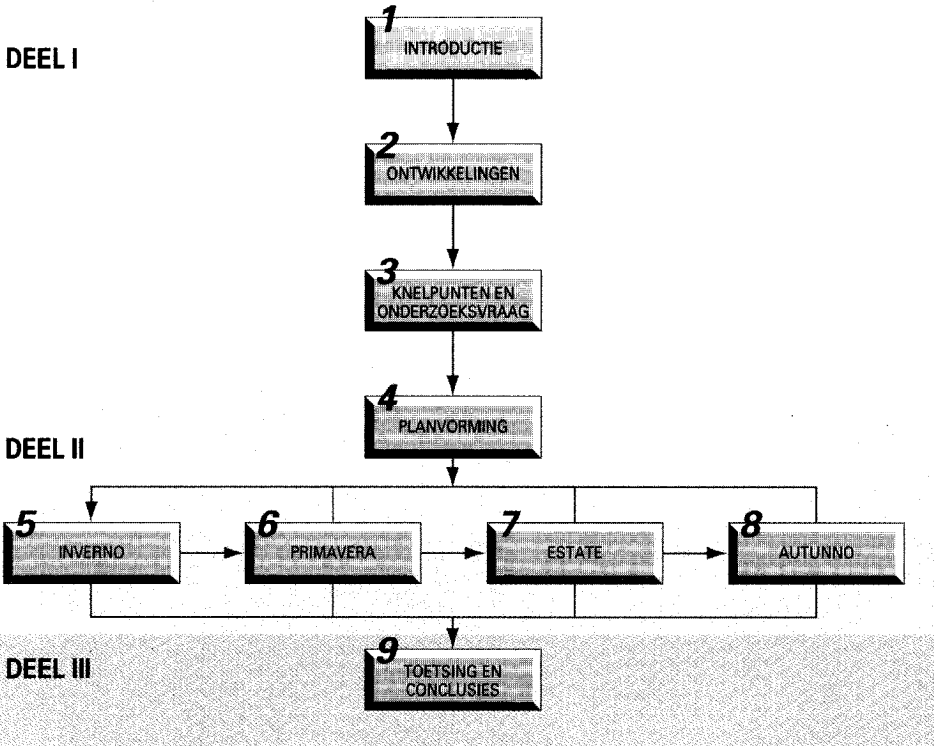 DEEL I
1
INTRODUCTIE
2
ONTWIKKELINGEN
3
KNELPUNTEN EN
ONDERZOEKSVRAAG
4
PLANVORMING
DEEL II
5
INVERNO
6
PRIMAVERA
7
ESTATE
8
AUTUNNO
DEEL III
9
TOETSING EN
CONCLUSIES